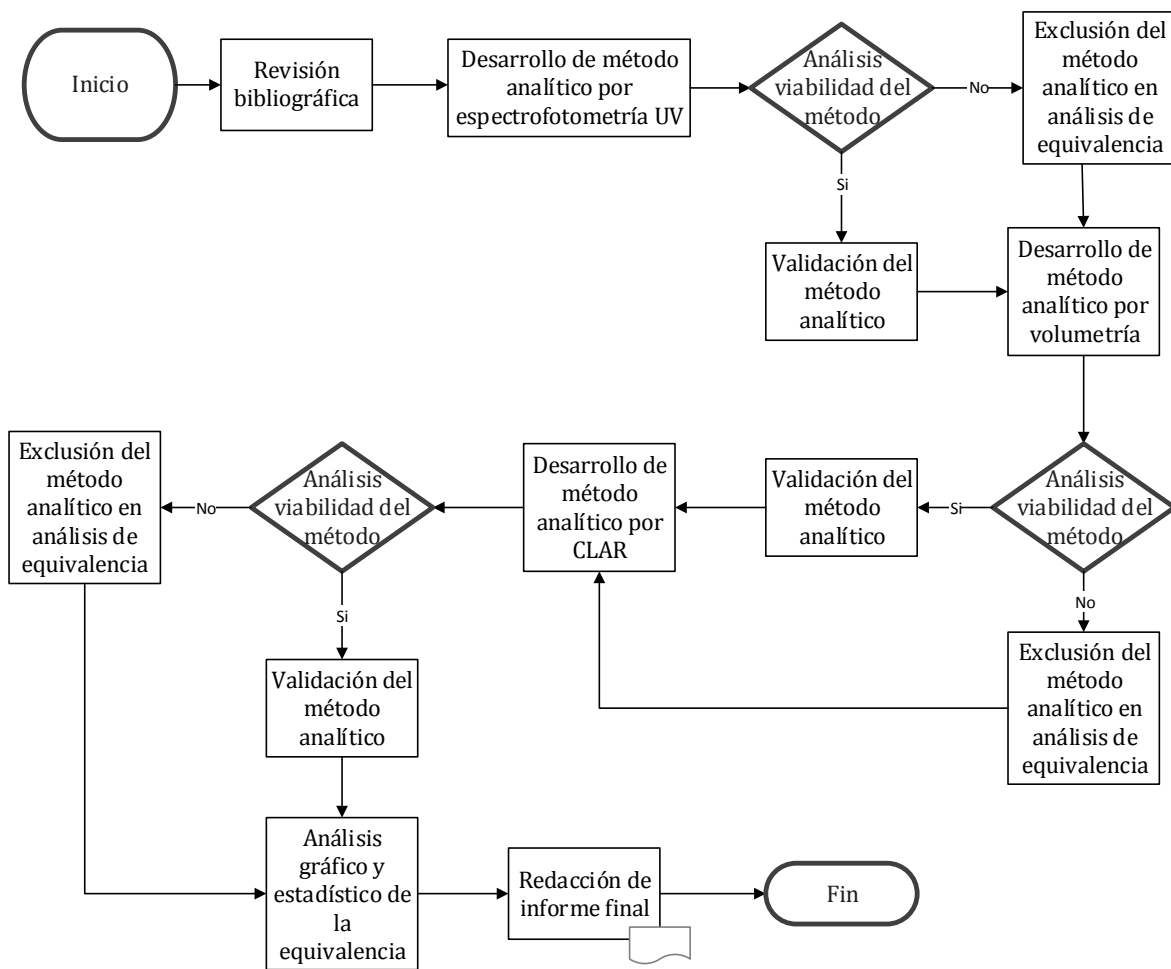 Inicio
Revisión
bibliográfica
Desarrollo de método
analítico por
espectrofotometría UV
Análisis
viabilidad del
método
No
Exclusión del
método
analítico en
análisis de
equivalencia
Si
Validación del
método
analítico
Desarrollo de
método
analítico por
volumetría
Análisis
viabilidad del
método
Si
Validación del
método
analítico
No
Exclusión del
método
analítico en
análisis de
equivalencia
Desarrollo de
método
analítico por
CLAR
Análisis
viabilidad del
método
No
Exclusión del
método
analítico en
análisis de
equivalencia
Si
Validación del
método
analítico
Análisis
gráfico y
estadístico de
la
equivalencia
Redacción de
informe final
Fin